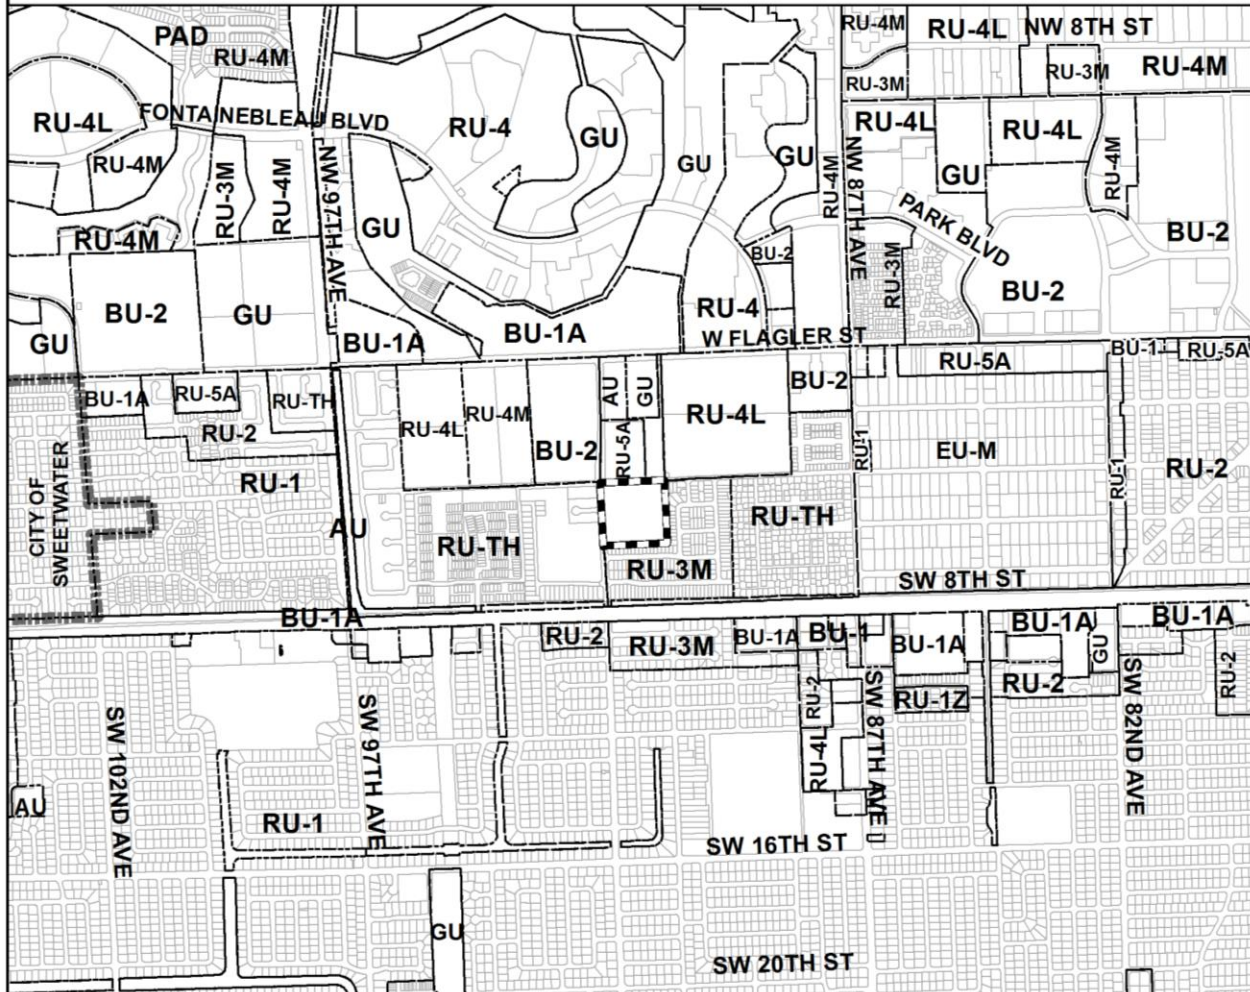 PAD
RU-4M
RU-4M
RU-4L
NW 8TH ST
RU-3M
RU-3M
RU-4M
RU-4L
FONTAINEBLEAU BLVD
RU-4
GU
RU-4L
RU-4L
RU-4M
RU-3M
RU-4M
NW 97TH AVE
GU
GU
GU
RU-4M
NW 87TH AVE
GU
RU-4M
PARK BLVD
RU-4M
BU-2
RU-3M
BU-2
BU-2
BU-2
GU
RU-4
GU
BU-1A
BU-1A
W FLAGLER ST
BU-1
RU-5A
RU-5A
BU-1A
RU-5A
RU-TH
AU
GU
BU-2
RU-4L
RU-4M
RU-4L
RU-2
BU-2
RU-5A
RU-1
EU-M
RU-1
RU-2
CITY OF
SWEETWATER
RU-1
AU
RU-TH
RU-TH
RU-3M
SW 8TH ST
BU-1A
RU-2
RU-3M
BU-1A
BU-1
BU-1A
BU-1A
GU
BU-1A
RU-2
RU-1Z
RU-2
RU-2
SW 102ND AVE
SW 97TH AVE
RU-4L
SW 87TH AVE
SW 82ND AVE
AU
RU-1
SW 16TH ST
GU
SW 20TH ST